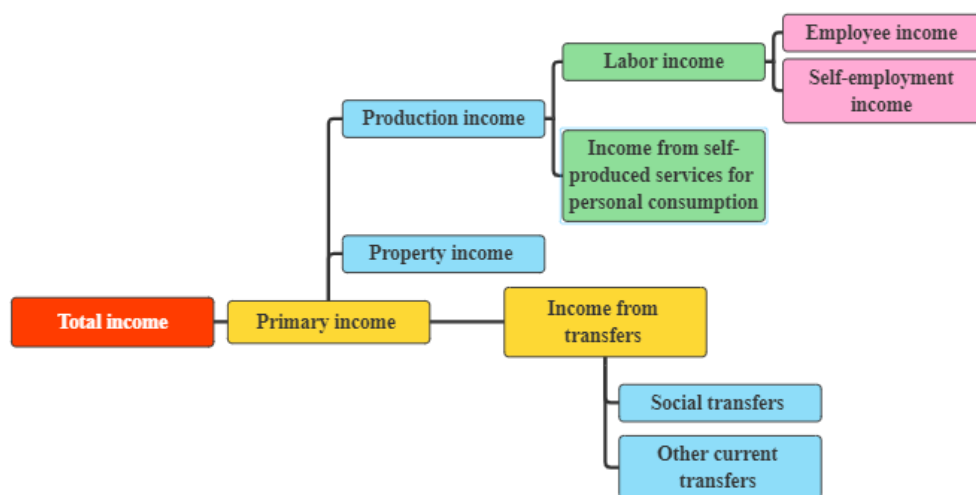 Employee income
Labor income
Self-employment
income
Production income
Income from self-
produced services for
personal consumption
Property income
Total income
Primary income
Income from
transfers
Social transfers
Other current
transfers